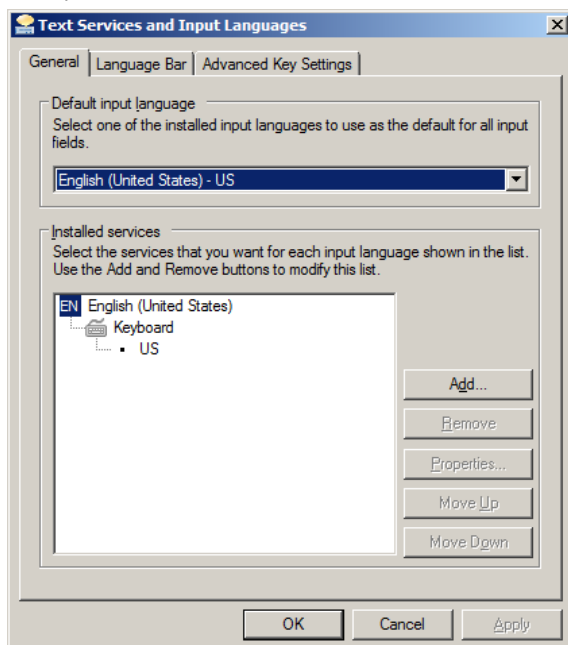 Text Services and Input Languages
General
Language Bar
Advanced Key Settings
Default input language
Select one of the installed input languages to use as the default for all input
fields.
English (United States) - US
Installed services
Select the services that you want for each input language shown in the list.
Use the Add and Remove buttons to modify this list.
EN English (United States)
Keyboard
US
Add...
Remove
Properties...
Move Up
Move Down
OK
Cancel
Apply